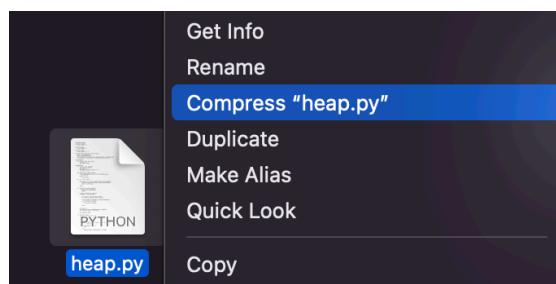 Get Info
Rename
Compress “heap.py”
Duplicate
Make Alias
Quick Look
PYTHON
heap.py
Copy